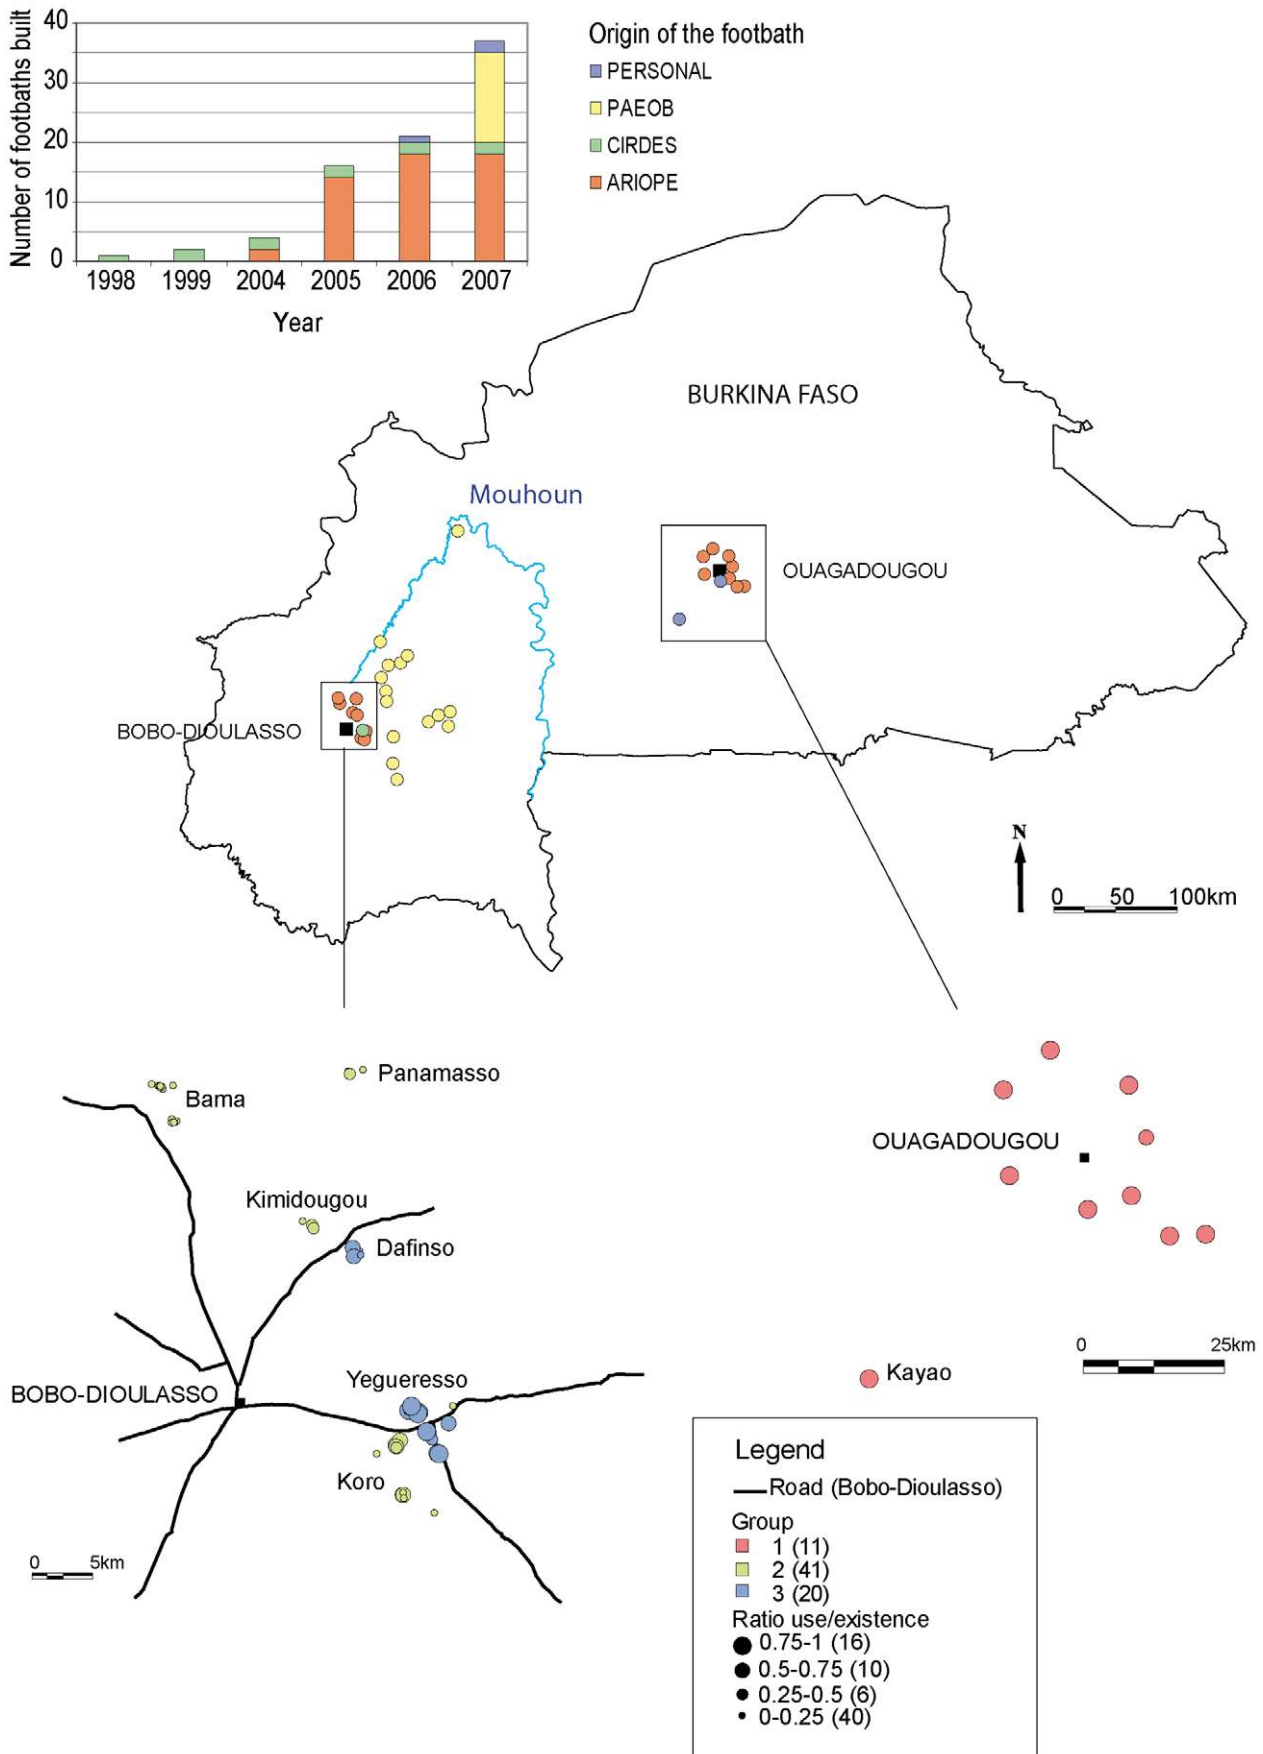 Number of footbaths built
40
30
20
10
0
1998 1999 2004 2005 2006 2007
Year
Origin of the footbath
PERSONAL
PAEOB
CIRDES
ARIOPE
BURKINA FASO
Mouhoun
OUAGADOUGOU
BOBO-DIOULASSO
N
0 50 100km
Panamasso
Bama
OUAGADOUGOU
Kimidougou
Dafinso
0 25km
Yegueresso
Kayao
BOBO-DIOULASSO
Koro
0 5km
Legend
Road (Bobo-Dioulasso)
Group
1 (11)
2 (41)
3 (20)
Ratio use/existence
0.75-1 (16)
0.5-0.75 (10)
0.25-0.5 (6)
0-0.25 (40)